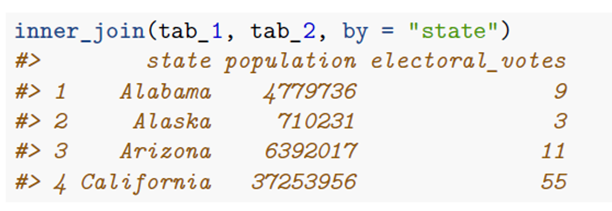 inner_join(tab_1, tab_2, by = "state")
#>        state population electoral_votes
#> 1    Alabama    4779736               9
#> 2     Alaska     710231               3
#> 3    Arizona    6392017              11
#> 4 California   37253956              55